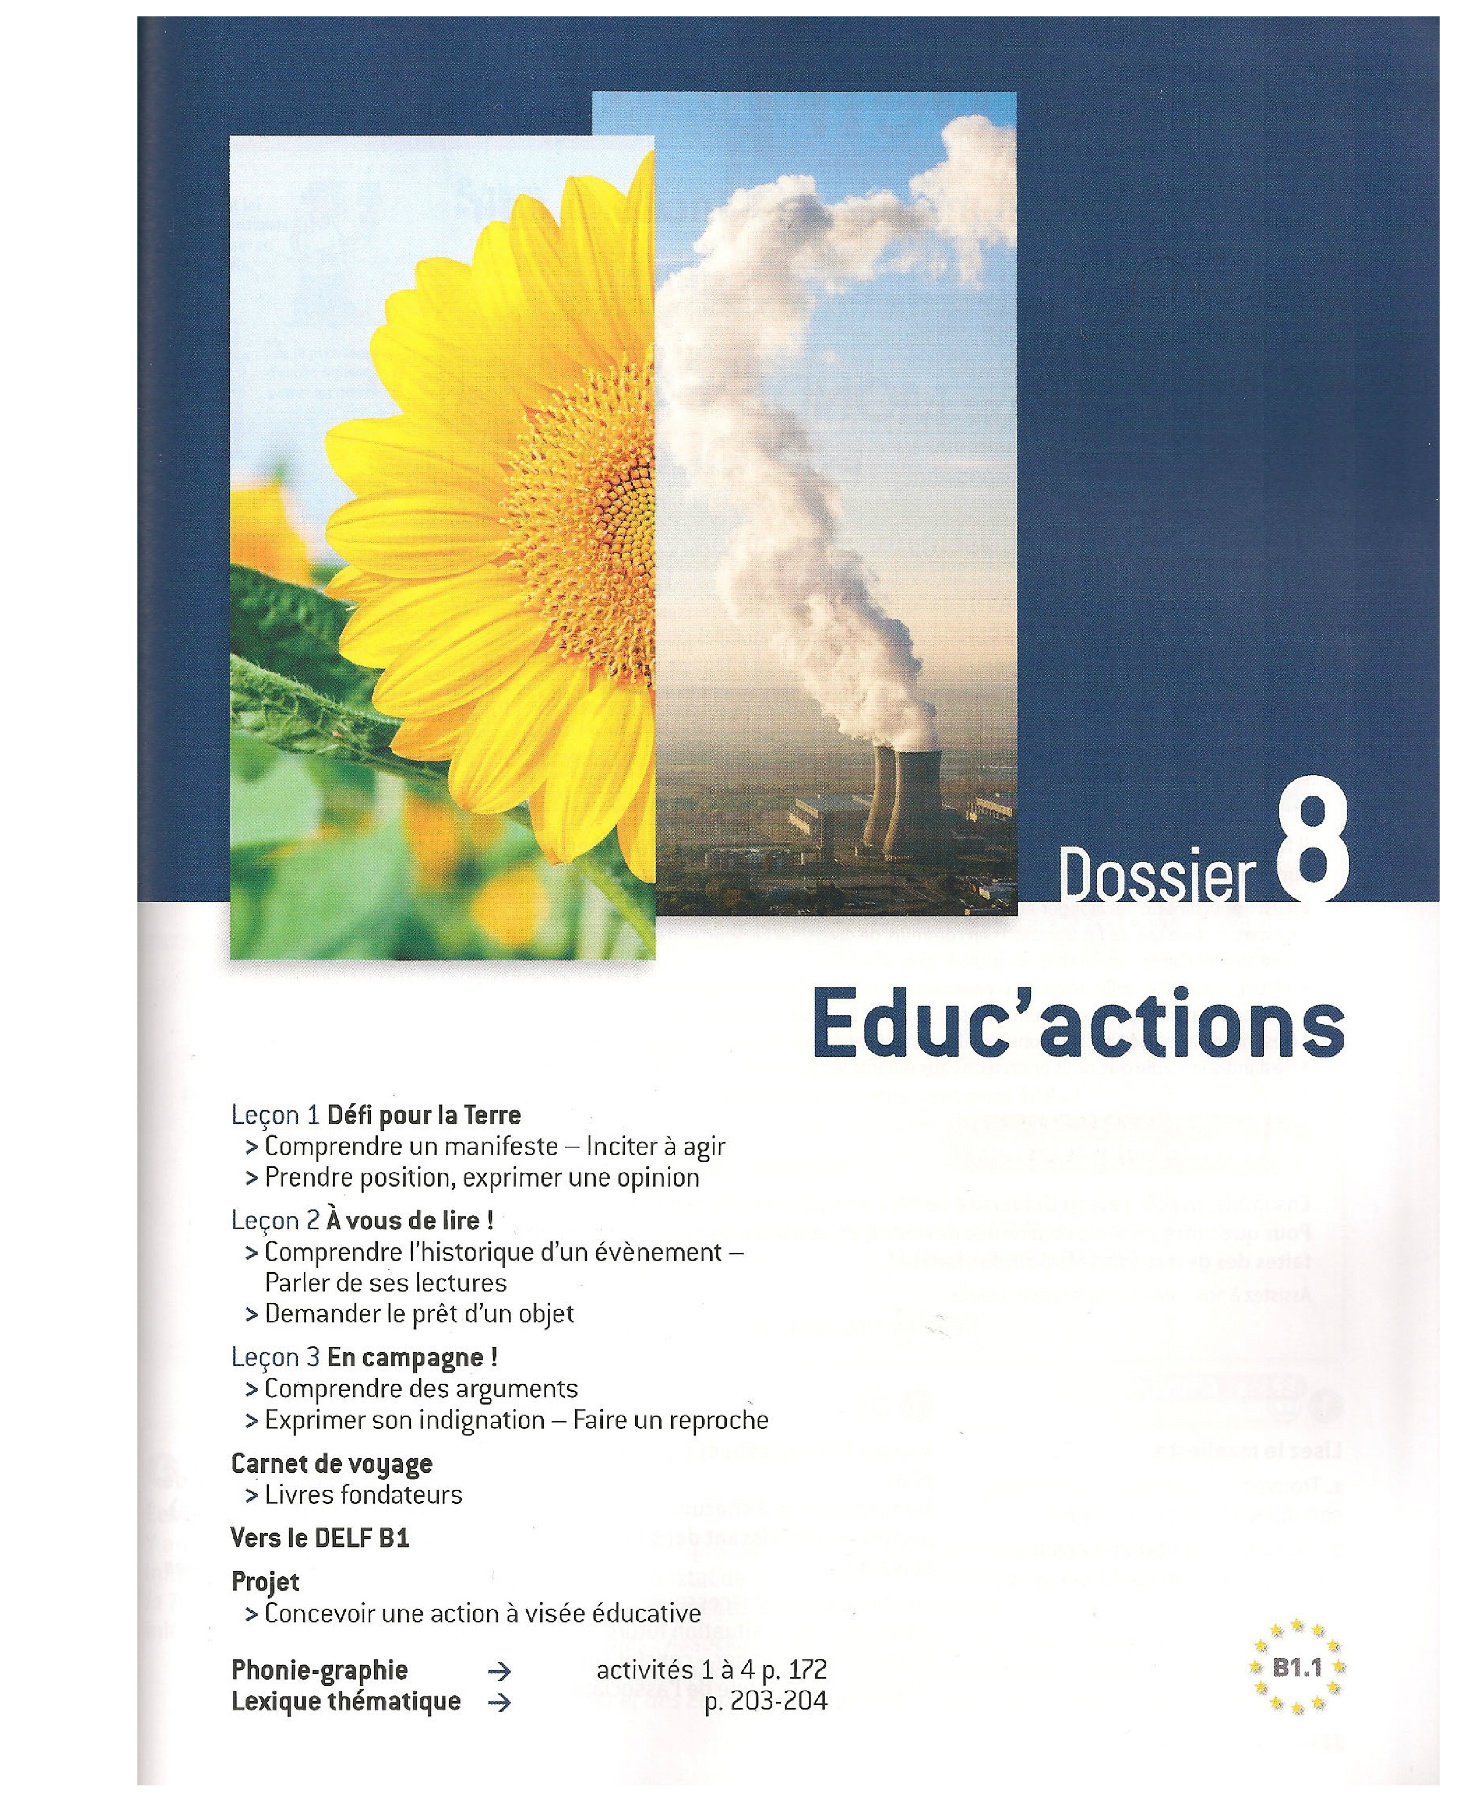 Dossier 8
Educ'actions
Leçon 1 Défi pour la Terre
> Comprendre un manifeste – Inciter à agir
> Prendre position, exprimer une opinion
Leçon 2 À vous de lire !
> Comprendre l'historique d'un évènement –
Parler de ses lectures
> Demander le prêt d'un objet
Leçon 3 En campagne !
> Comprendre des arguments
> Exprimer son indignation – Faire un reproche
Carnet de voyage
> Livres fondateurs
Vers le DELF B1
Projet
> Concevoir une action à visée éducative
Phonie-graphie → activités 1 à 4 p. 172
Lexique thématique → p. 203-204
B1.1